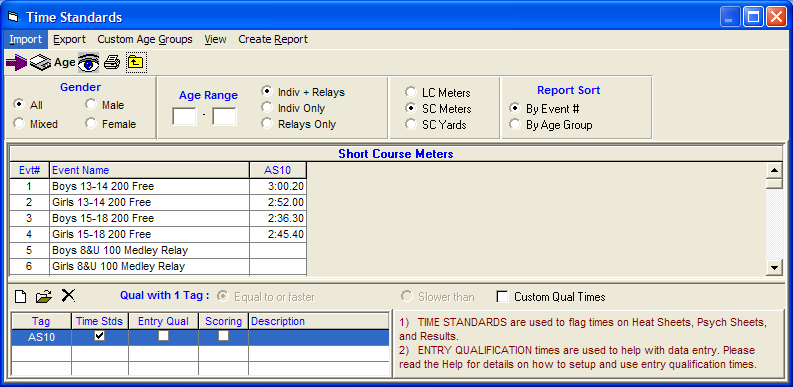 Time Standards
Import Export Custom Age Groups View Create Report
Age
Gender
All Male
Mixed Female
Age Range
-
Indiv + Relays
Indiv Only
Relays Only
LC Meters
SC Meters
SC Yards
Report Sort
By Event #
By Age Group
Short Course Meters
Evt# Event Name AS10
1 Boys 13-14 200 Free 3:00.20
2 Girls 13-14 200 Free 2:52.00
3 Boys 15-18 200 Free 2:36.30
4 Girls 15-18 200 Free 2:45.40
5 Boys 8&U 100 Medley Relay
6 Girls 8&U 100 Medley Relay
Qual with 1 Tag : Equal to or faster Slower than Custom Qual Times
Tag Time Stds Entry Qual Scoring Description
AS10
1) TIME STANDARDS are used to flag times on Heat Sheets, Psych Sheets,
and Results.
2) ENTRY QUALIFICATION times are used to help with data entry. Please
read the Help for details on how to setup and use entry qualification times.